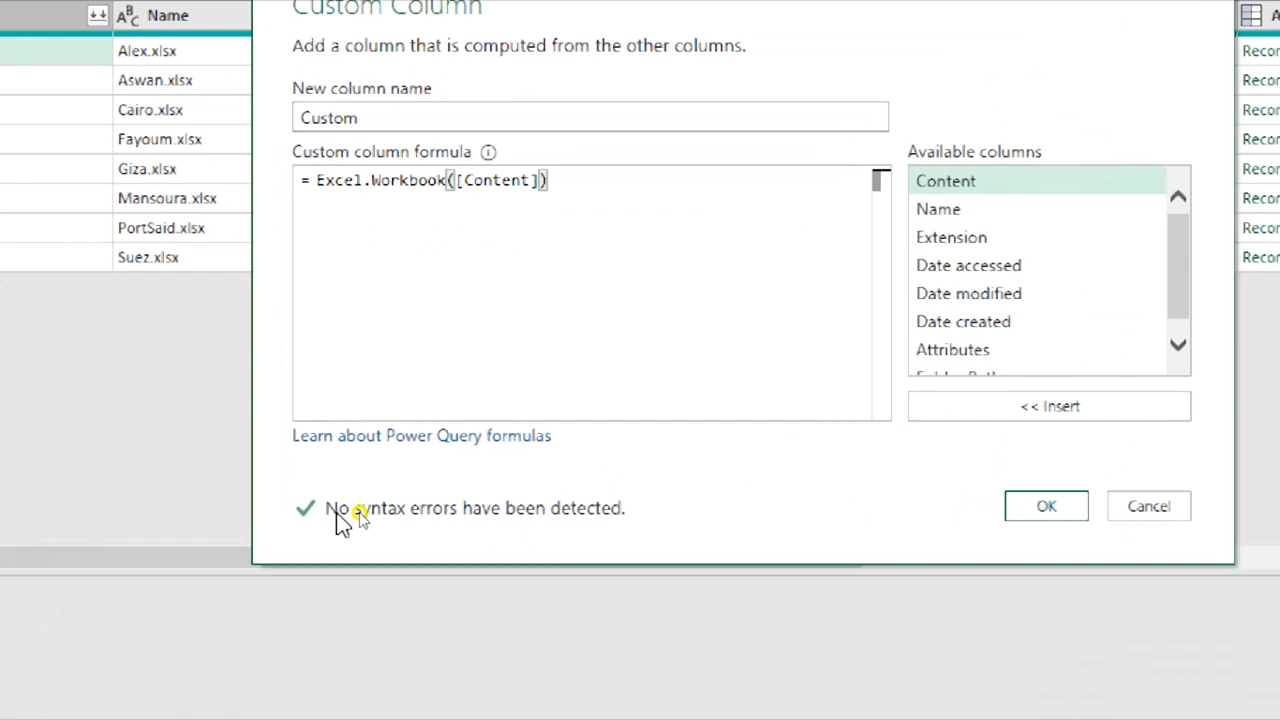 Custom Column
Name
Add a column that is computed from the other columns.
Alex.xlsx
Aswan.xlsx
Cairo.xlsx
Fayoum.xlsx
Giza.xlsx
Mansoura.xlsx
PortSaid.xlsx
Suez.xlsx
New column name
Custom
Custom column formula
= Excel.Workbook([Content])
Learn about Power Query formulas
No syntax errors have been detected.
Available columns
Content
Name
Extension
Date accessed
Date modified
Date created
Attributes
<< Insert
OK
Cancel